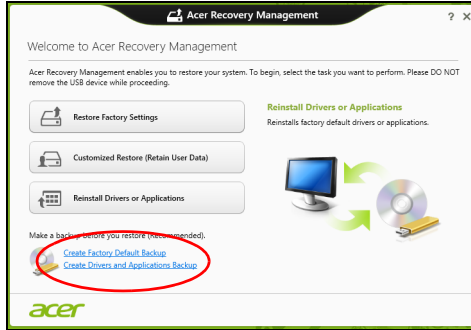 Acer Recovery Management
? X
Welcome to Acer Recovery Management
Acer Recovery Management enables you to restore your system. To begin, select the task you want to perform. Please DO NOT
remove the USB device while proceeding.
Restore Factory Settings
Customized Restore (Retain User Data)
Reinstall Drivers or Applications
Reinstall Drivers or Applications
Reinstalls factory default drivers or applications.
Make a backup before you restore (Recommended).
Create Factory Default Backup
Create Drivers and Applications Backup
acer